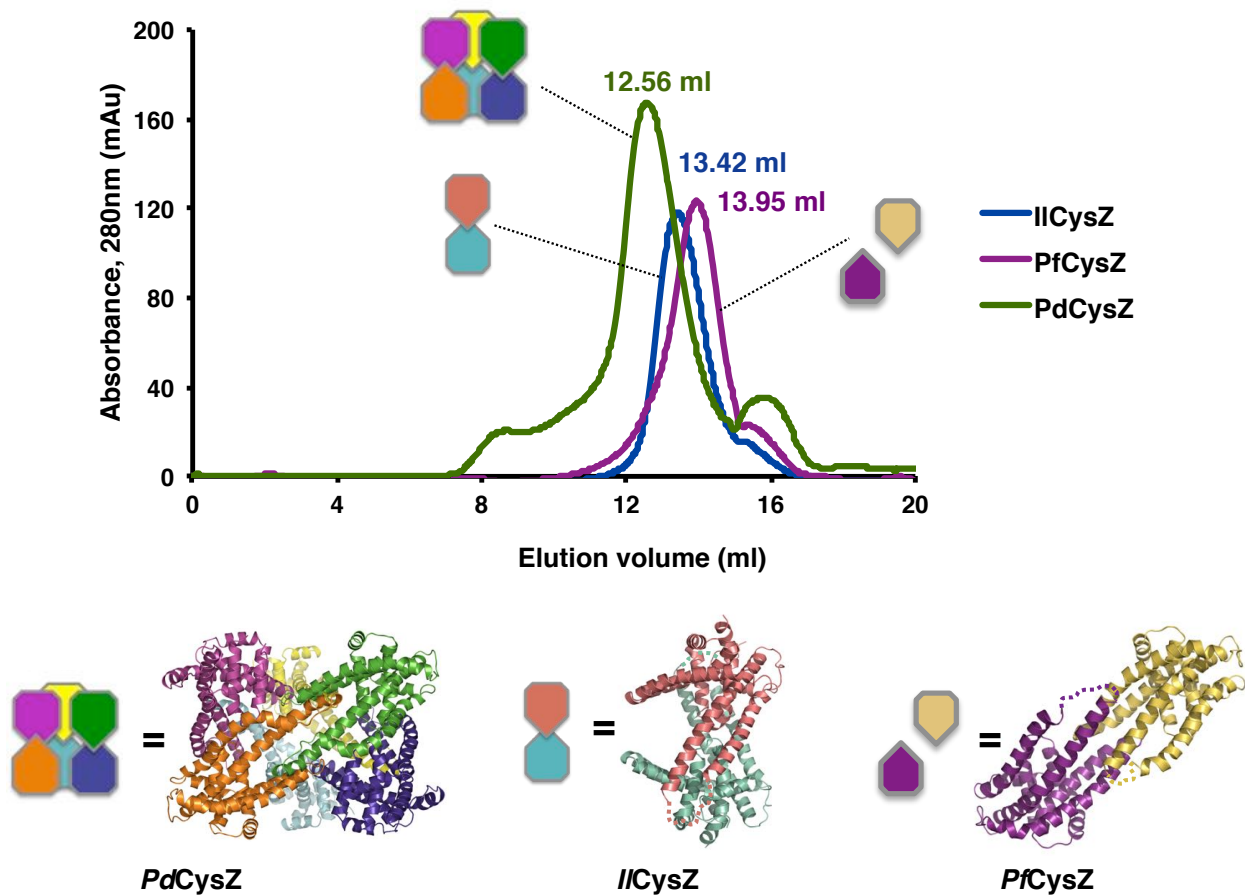 200
160
120
80
40
0
Absorbance, 280nm (mAu)
12.56 ml
13.42 ml
13.95 ml
IlCysZ
PfCysZ
PdCysZ
0 4 8 12 16 20
Elution volume (ml)
= = =
PdCysZ IlCysZ PfCysZ